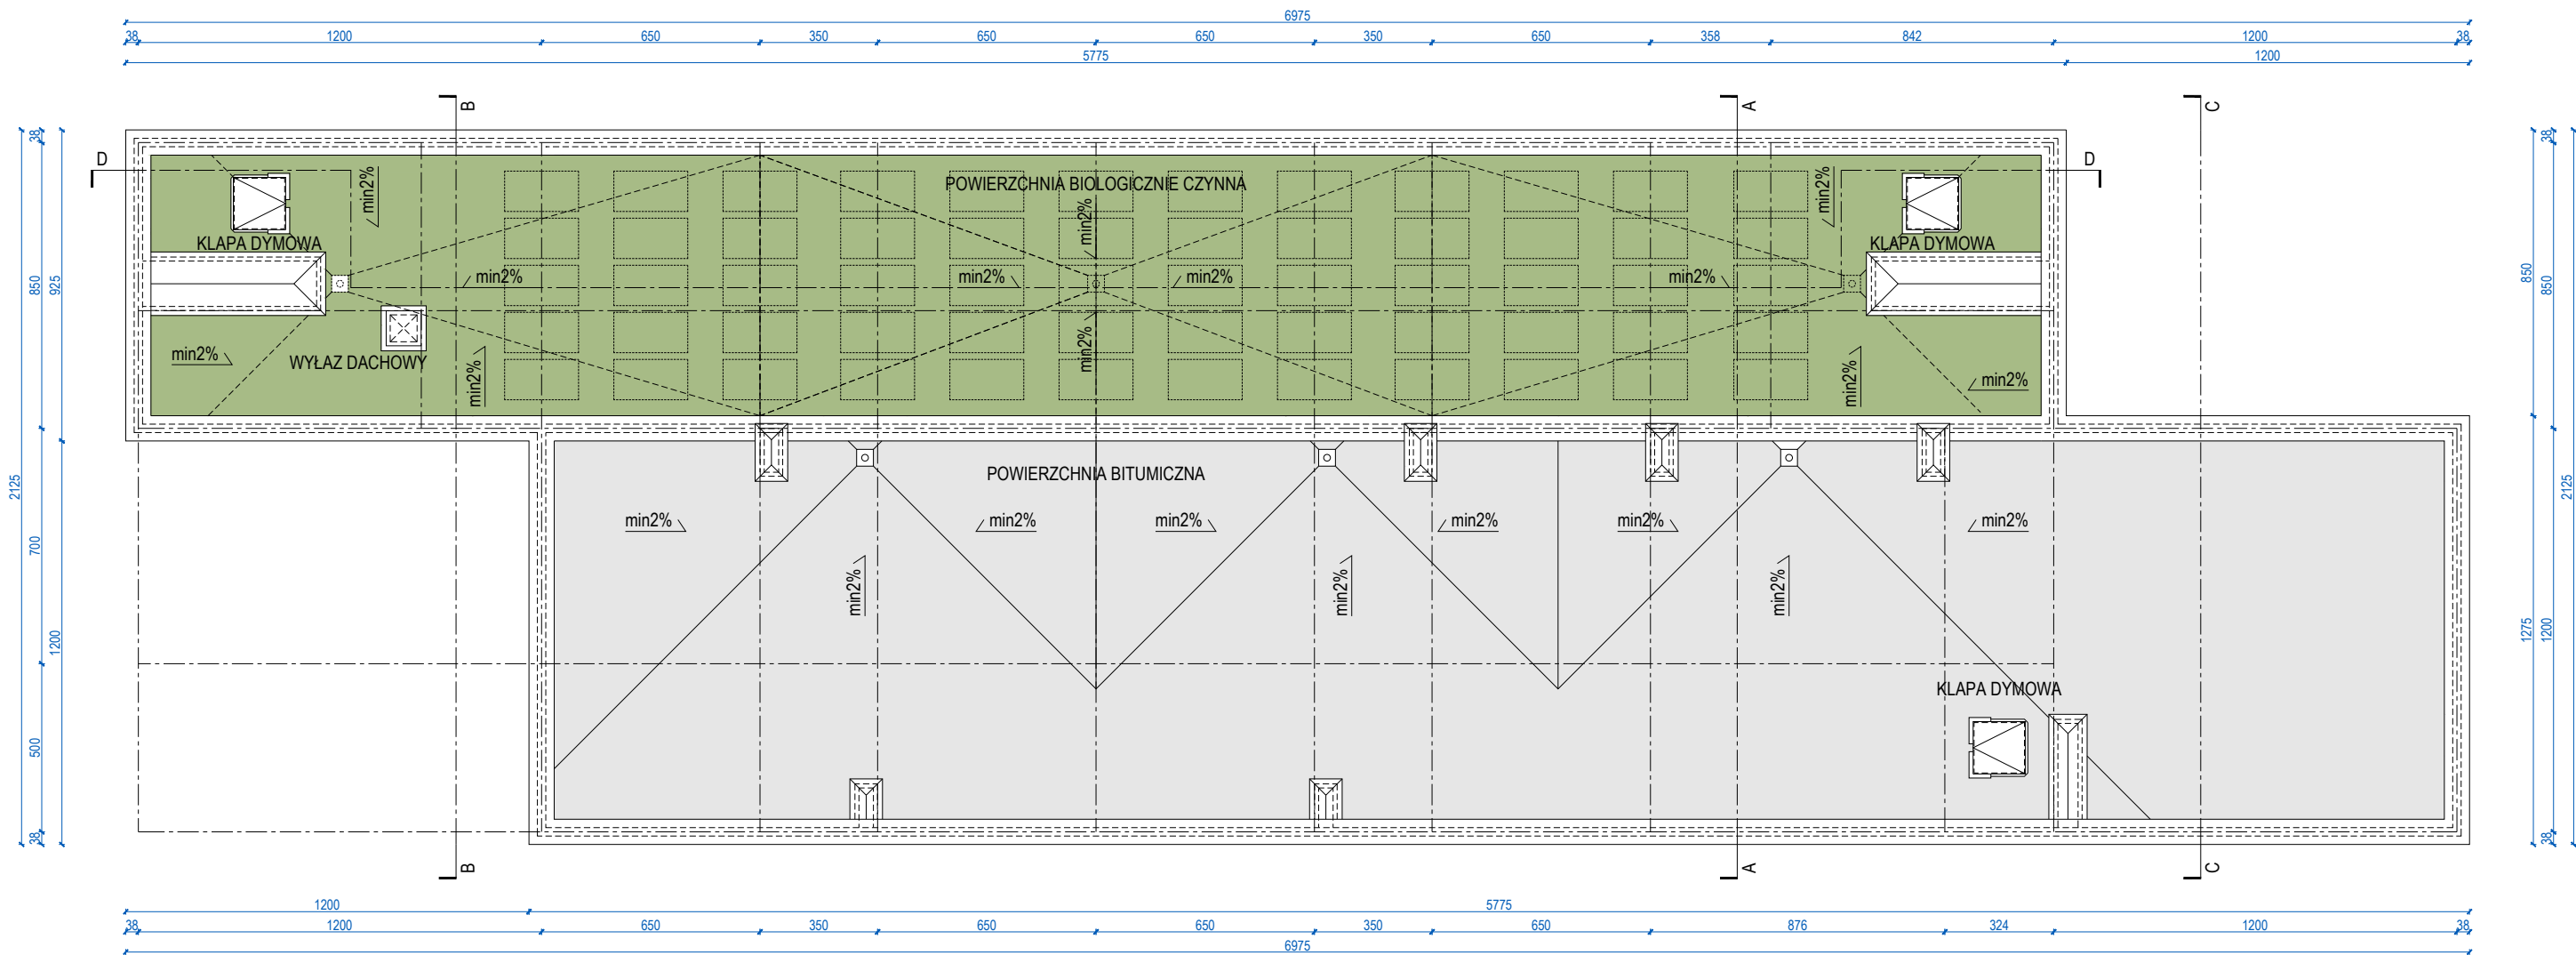 6975
38 1200 650 350 650 650 350 650 358 842 1200 38
5775 1200
B A C
D D
38 850 925 2125 700 1200 500 38
38 850 850 2125 1275 1200 38
POWIERZCHNIA BIOLOGICZNIE CZYNNA
min2% min2% min2%
KLAPA DYMOWA KLAPA DYMOWA
min2% min2% min2% min2%
min2% min2% min2% min2% min2%
WYŁAZ DACHOWY
POWIERZCHNIA BITUMICZNA
min2% min2% min2% min2% min2% min2%
min2% min2% min2%
KLAPA DYMOWA
B A C
1200 5775
38 1200 650 350 650 650 350 650 876 324 1200 38
6975